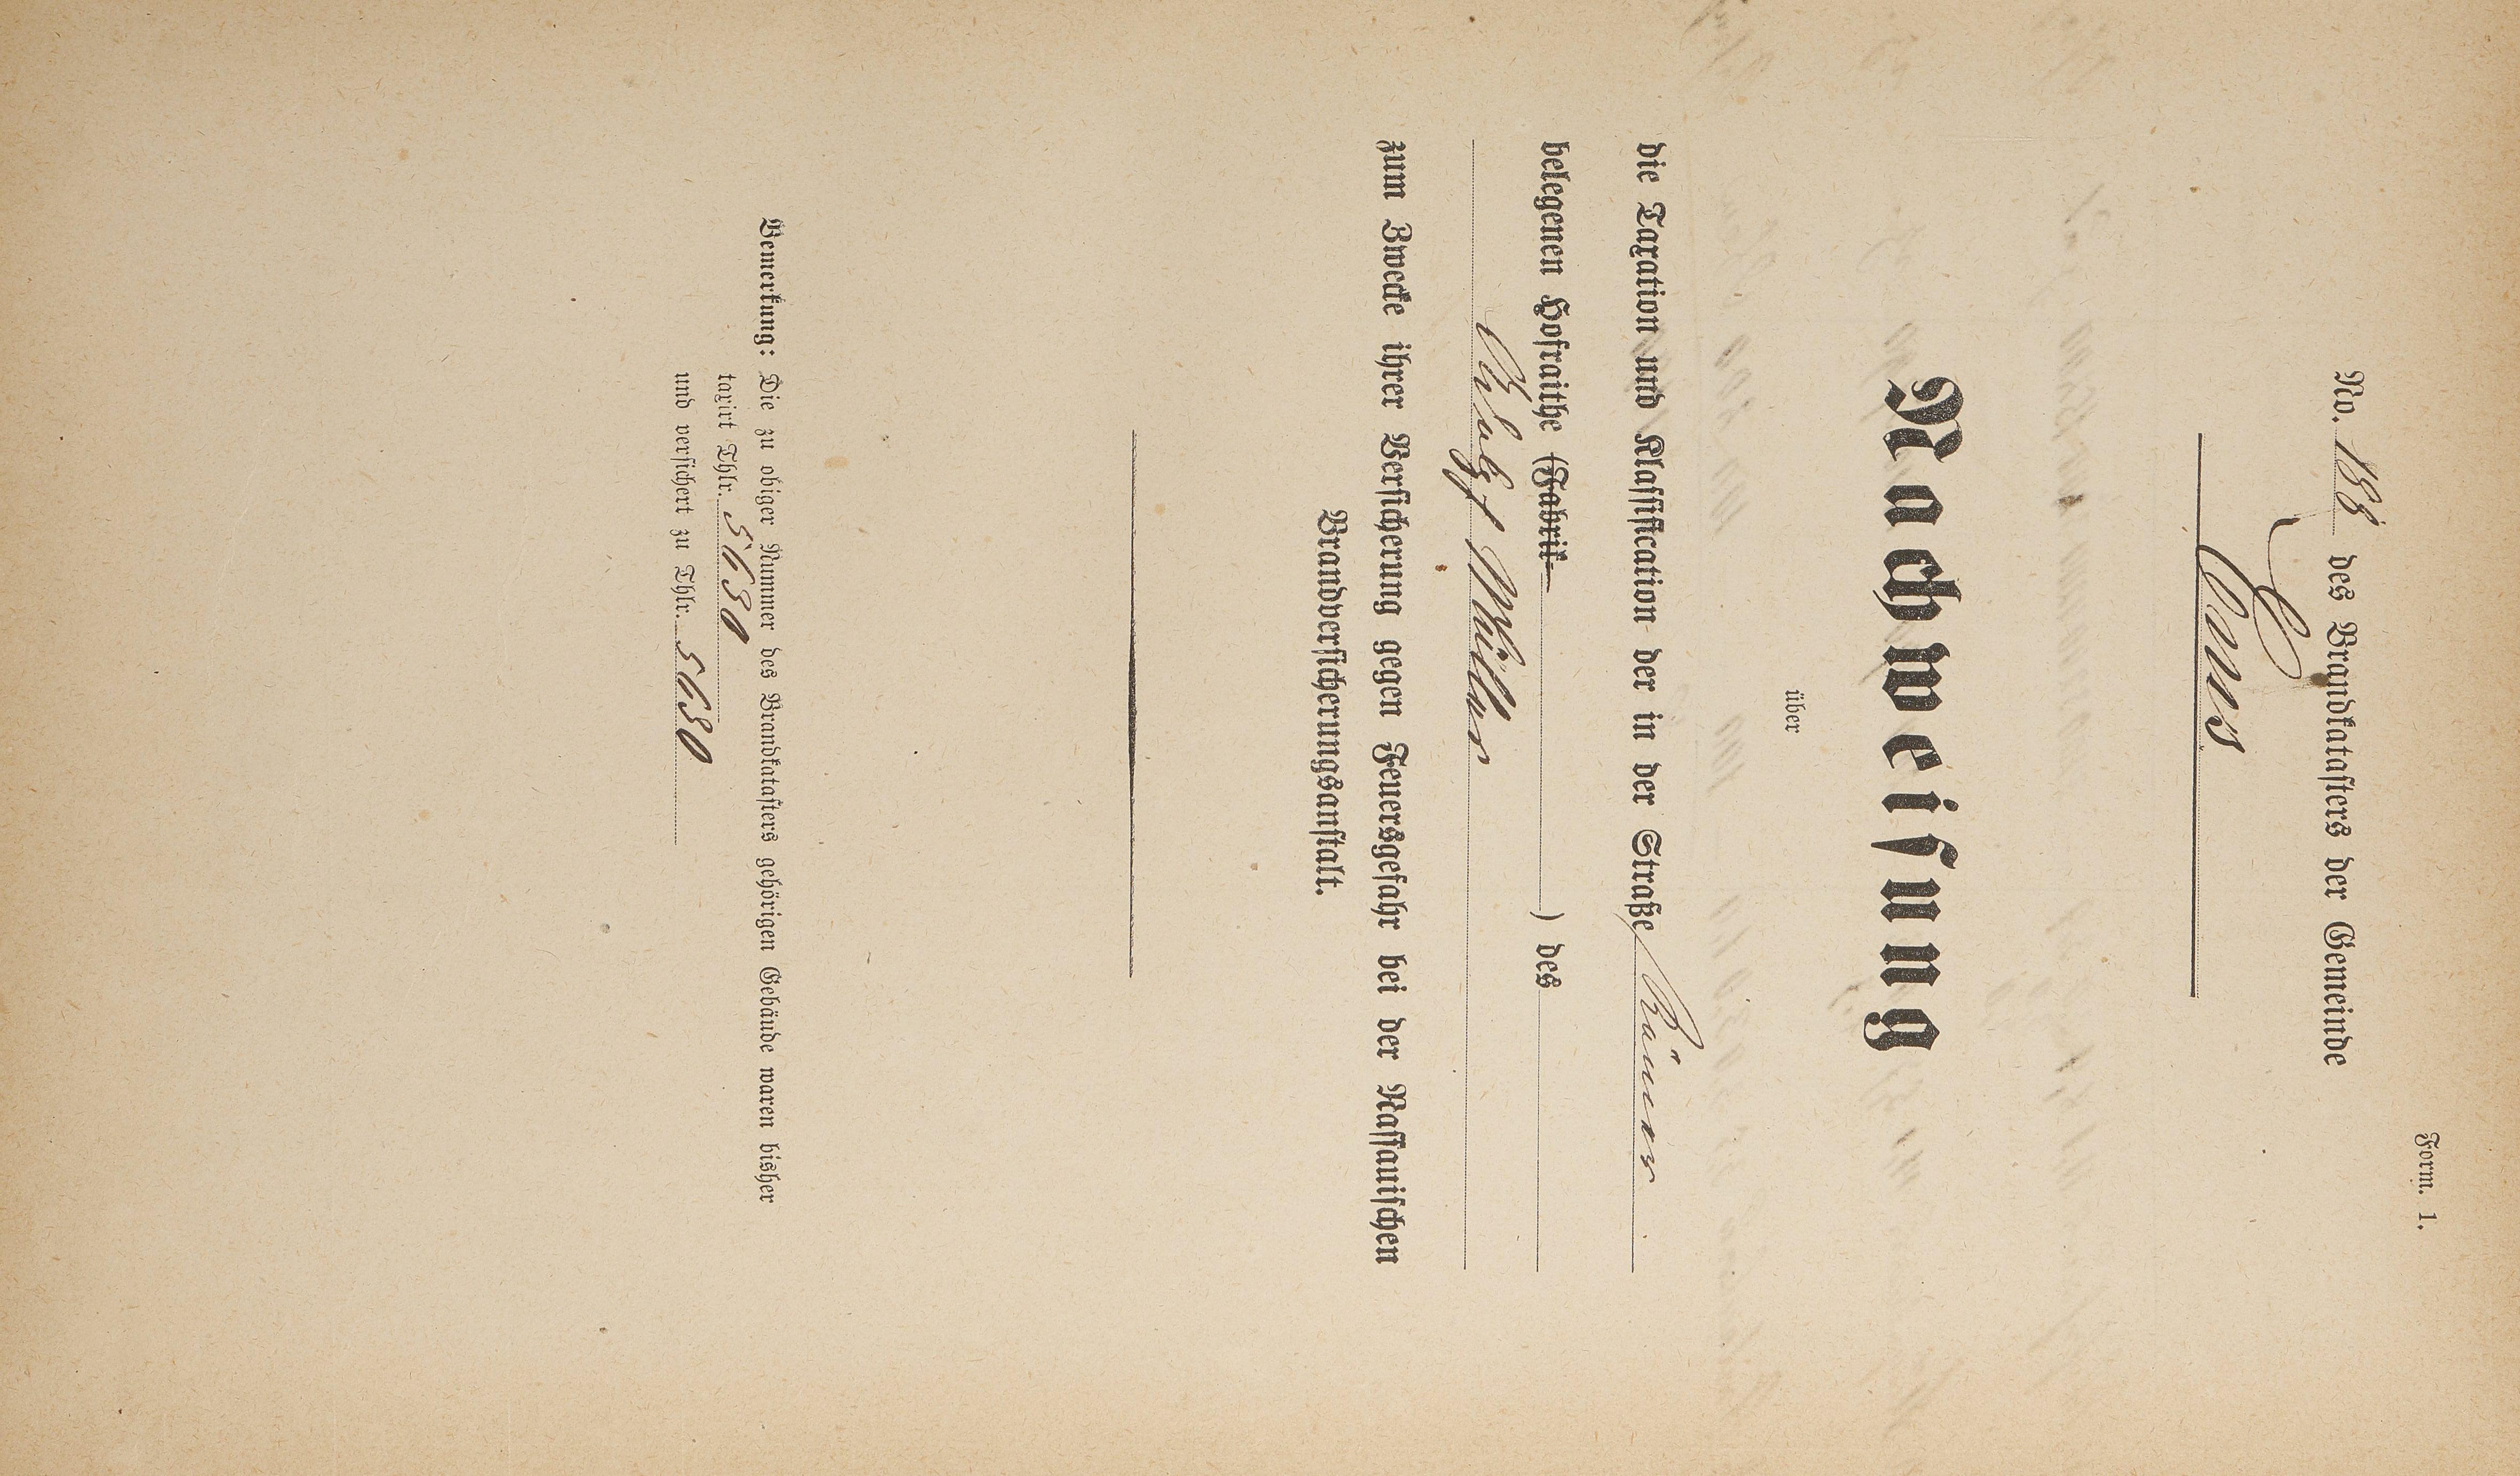 Form. 1.
No. 188 des Brandkatasters der Gemeinde
Ems
Nachweisung
über
die Taxation und Klassification der in der Straße Römer
belegenen Hofraithe (Fabrik ) des
Adolf Müller
zum Zwecke ihrer Versicherung gegen Feuersgefahr bei der Nassauischen
Brandversicherungsanstalt.
Bemerkung: Die zu obiger Nummer des Brandkatasters gehörigen Gebäude waren bisher
taxirt Thlr. 5630
und versichert zu Thlr. 5630